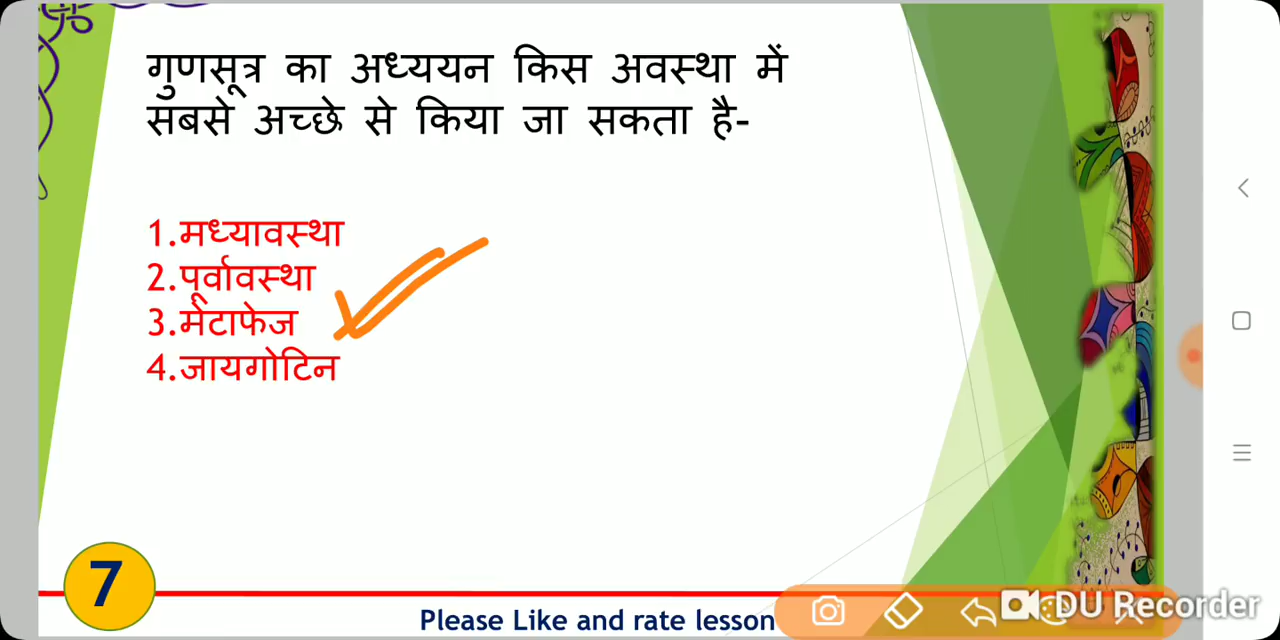 गुणसूत्र का अध्ययन किस अवस्था में
सबसे अच्छे से किया जा सकता है-
1.मध्यावस्था
2.पूर्वावस्था
3.मेटाफेज
4.जायगोटिन
7
Please Like and rate lesson
DU Recorder